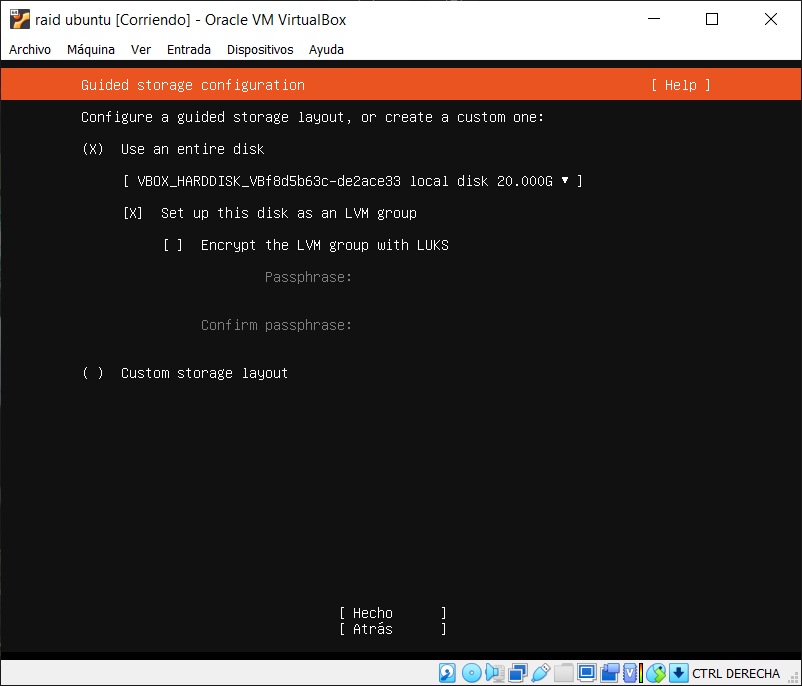 raid ubuntu [Corriendo] - Oracle VM VirtualBox
Archivo Máquina Ver Entrada Dispositivos Ayuda
Guided storage configuration [ Help ]
Configure a guided storage layout, or create a custom one:
(X) Use an entire disk
[ VBOX_HARDDISK_VBf8d5b63c-de2ace33 local disk 20.000G ▾ ]
[X] Set up this disk as an LVM group
[ ] Encrypt the LVM group with LUKS
Passphrase:
Confirm passphrase:
( ) Custom storage layout
[ Hecho ]
[ Atrás ]
CTRL DERECHA